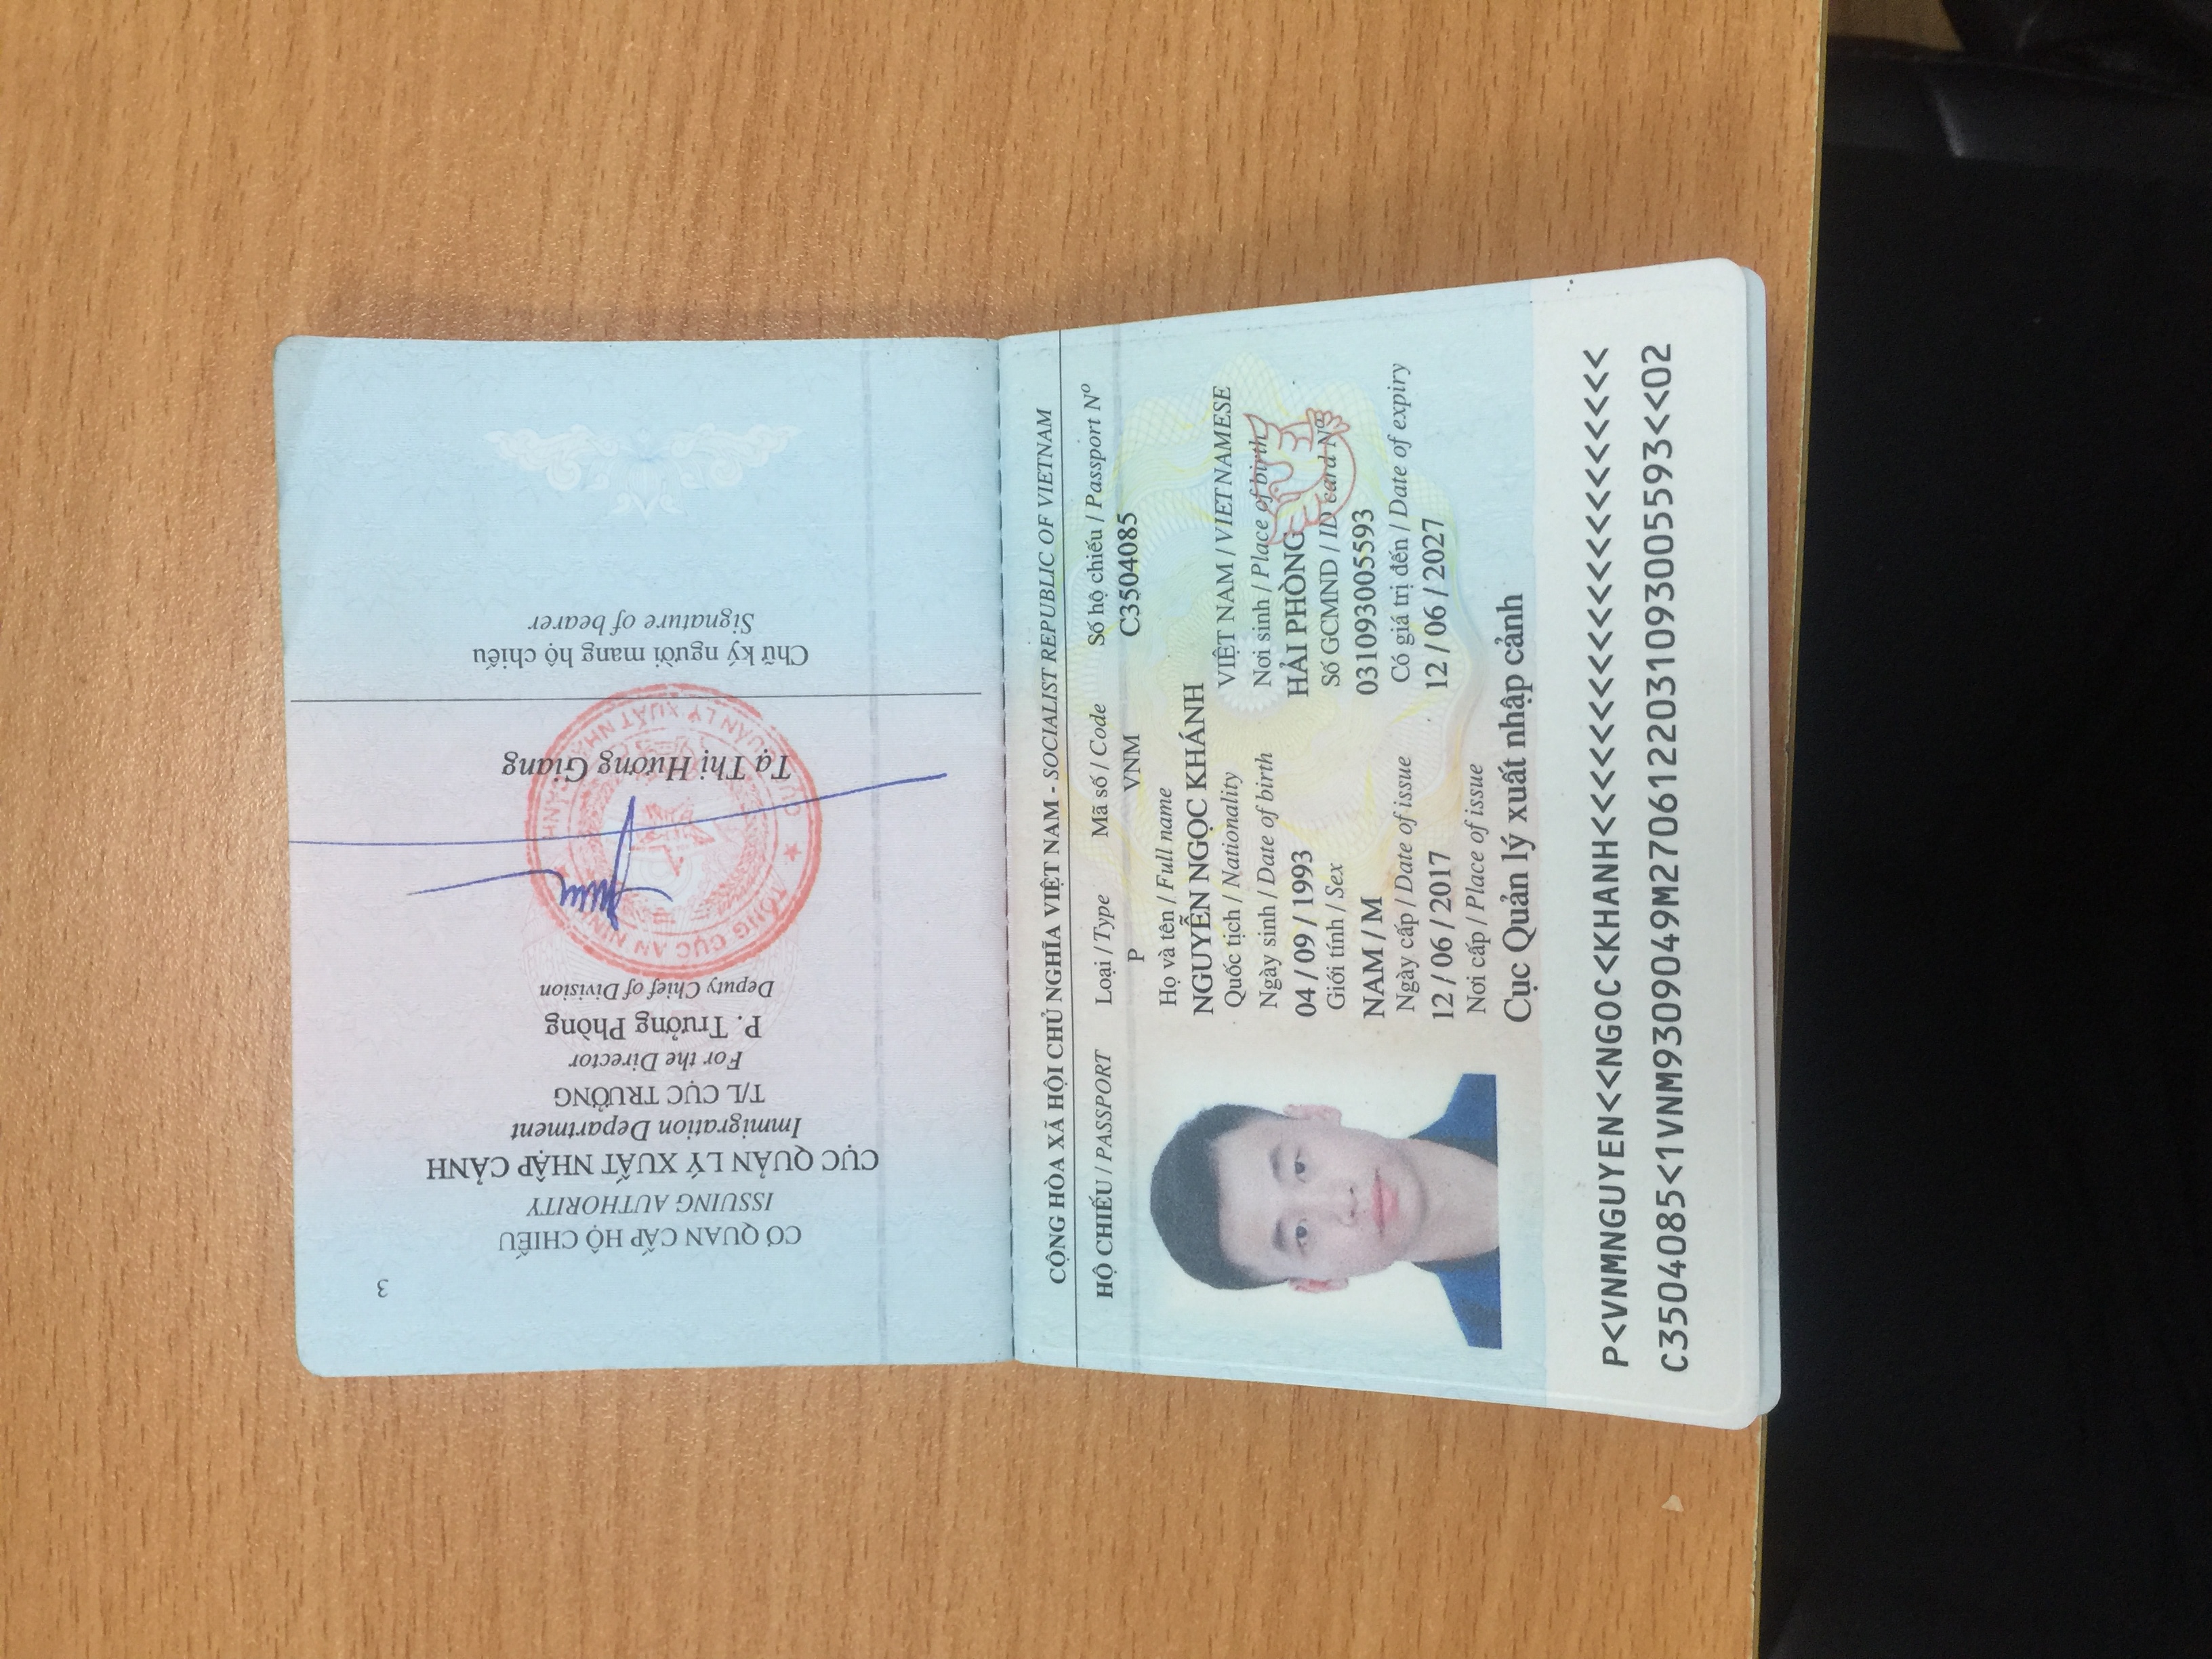 3
CƠ QUAN CẤP HỘ CHIẾU
ISSUING AUTHORITY
CỤC QUẢN LÝ XUẤT NHẬP CẢNH
Immigration Department
T/L CỤC TRƯỞNG
For the Director
P. Trưởng Phòng
Deputy Chief of Division
Tạ Thị Hương Giang
Chữ ký người mang hộ chiếu
Signature of bearer
CỘNG HÒA XÃ HỘI CHỦ NGHĨA VIỆT NAM - SOCIALIST REPUBLIC OF VIETNAM
HỘ CHIẾU / PASSPORT Loại / Type Mã số / Code Số hộ chiếu / Passport Nº
P VNM C3504085
Họ và tên / Full name
NGUYỄN NGỌC KHÁNH
Quốc tịch / Nationality VIỆT NAM / VIETNAMESE
Ngày sinh / Date of birth Nơi sinh / Place of birth
04 / 09 / 1993 HẢI PHÒNG
Giới tính / Sex Số GCMND / ID card Nº
NAM / M 031093005593
Ngày cấp / Date of issue Có giá trị đến / Date of expiry
12 / 06 / 2017 12 / 06 / 2027
Nơi cấp / Place of issue
Cục Quản lý xuất nhập cảnh
P<VNMNGUYEN<<NGOC<KHANH<<<<<<<<<<<<<<<<<<<<<
C3504085<1VNM9309049M2706122031093005593<<02